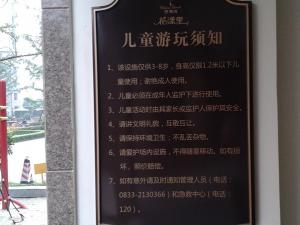 桃漾里
儿童游玩须知
1、该设施仅供3-8岁，身高仅限1.2米以下儿
童使用；谢绝成人使用。
2、儿童必须在成年人监护下进行使用。
3、儿童活动时由其家长或监护人保护其安全。
4、请讲文明礼貌，互敬互让。
5、请保持环境卫生；不乱丢杂物。
6、请爱护场内设施，不得随意移动。如有损
坏，照价赔偿。
7、如有意外请及时通知管理人员（电话：
0833-2130366）和急救中心（电话：
120）。